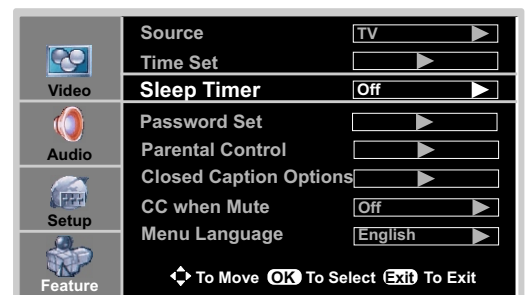 Video
Audio
Setup
Feature
Source TV
Time Set
Sleep Timer Off
Password Set
Parental Control
Closed Caption Options
CC when Mute Off
Menu Language English
To Move OK To Select Exit To Exit